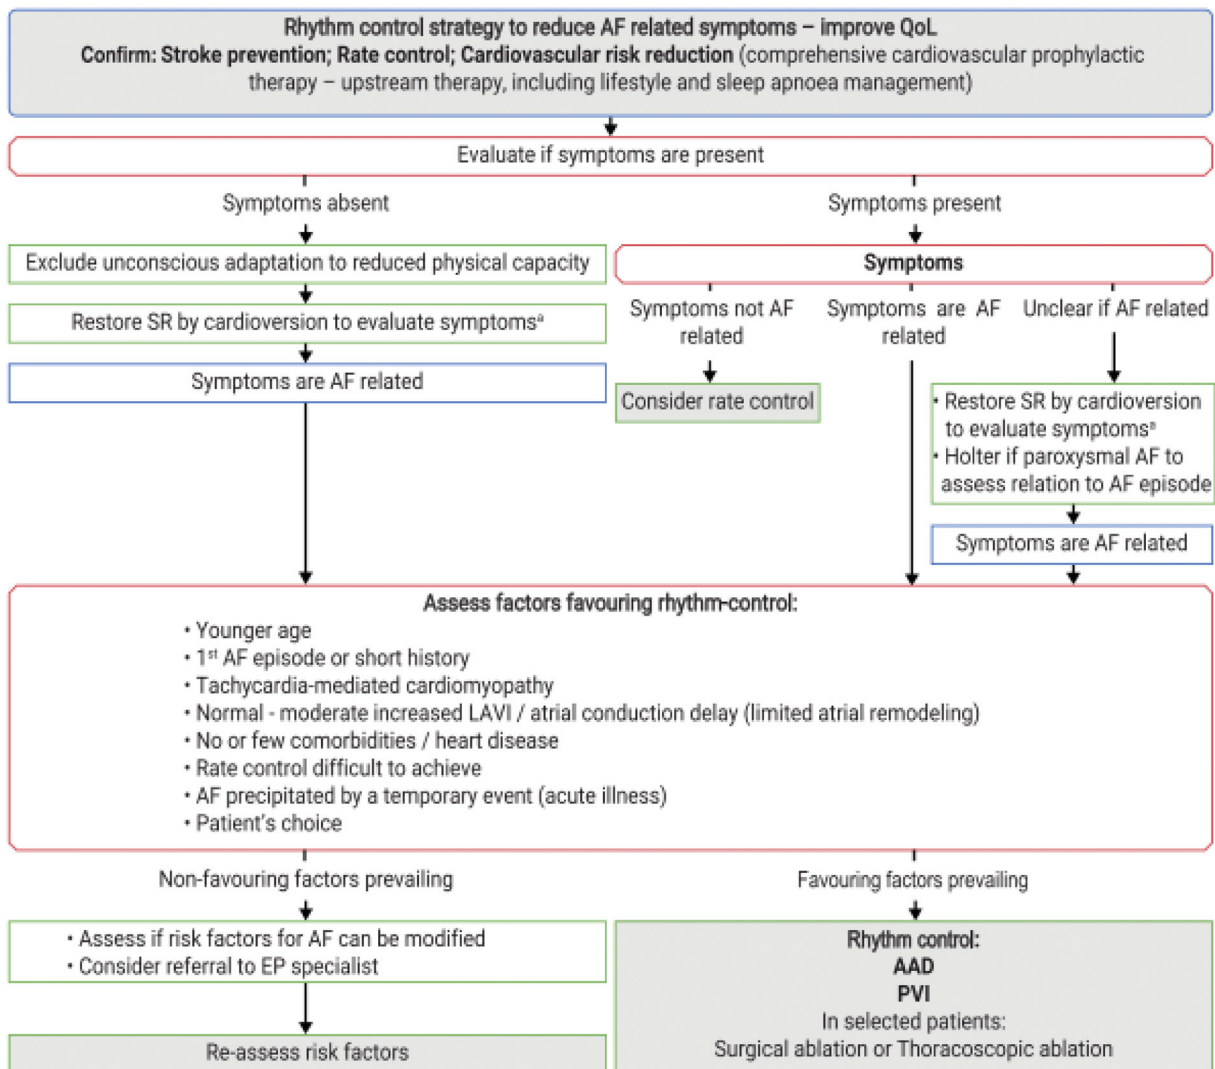 Rhythm control strategy to reduce AF related symptoms – improve QoL
Confirm: Stroke prevention; Rate control; Cardiovascular risk reduction (comprehensive cardiovascular prophylactic
therapy – upstream therapy, including lifestyle and sleep apnoea management)
Evaluate if symptoms are present
Symptoms absent
Symptoms present
Exclude unconscious adaptation to reduced physical capacity
Restore SR by cardioversion to evaluate symptomsᵃ
Symptoms are AF related
Symptoms
Symptoms not AF
related
Symptoms are AF
related
Unclear if AF related
Consider rate control
• Restore SR by cardioversion
to evaluate symptomsᵃ
• Holter if paroxysmal AF to
assess relation to AF episode
Symptoms are AF related
Assess factors favouring rhythm-control:
• Younger age
• 1ˢᵗ AF episode or short history
• Tachycardia-mediated cardiomyopathy
• Normal - moderate increased LAVI / atrial conduction delay (limited atrial remodeling)
• No or few comorbidities / heart disease
• Rate control difficult to achieve
• AF precipitated by a temporary event (acute illness)
• Patient's choice
Non-favouring factors prevailing
Favouring factors prevailing
• Assess if risk factors for AF can be modified
• Consider referral to EP specialist
Re-assess risk factors
Rhythm control:
AAD
PVI
In selected patients:
Surgical ablation or Thoracoscopic ablation